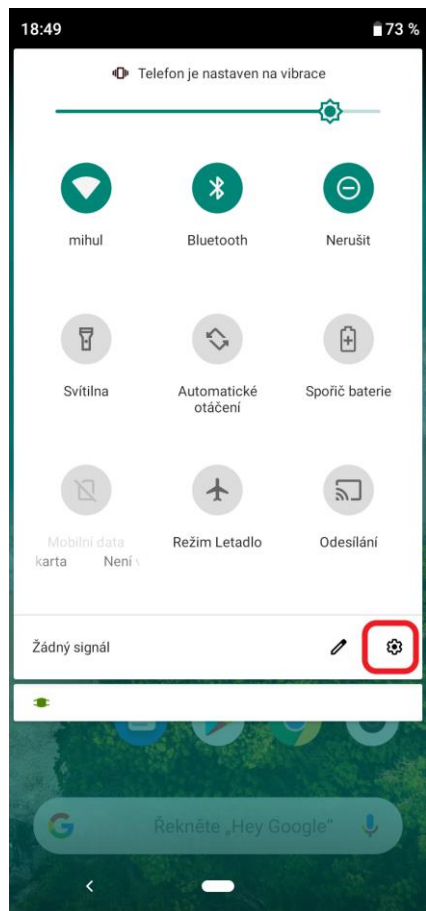 18:49 73 %
Telefon je nastaven na vibrace
mihul Bluetooth Nerušit
Svítilna Automatické otáčení Spořič baterie
Mobilní data Režim Letadlo Odesílání
karta Není
Žádný signál
G Řekněte „Hey Google“